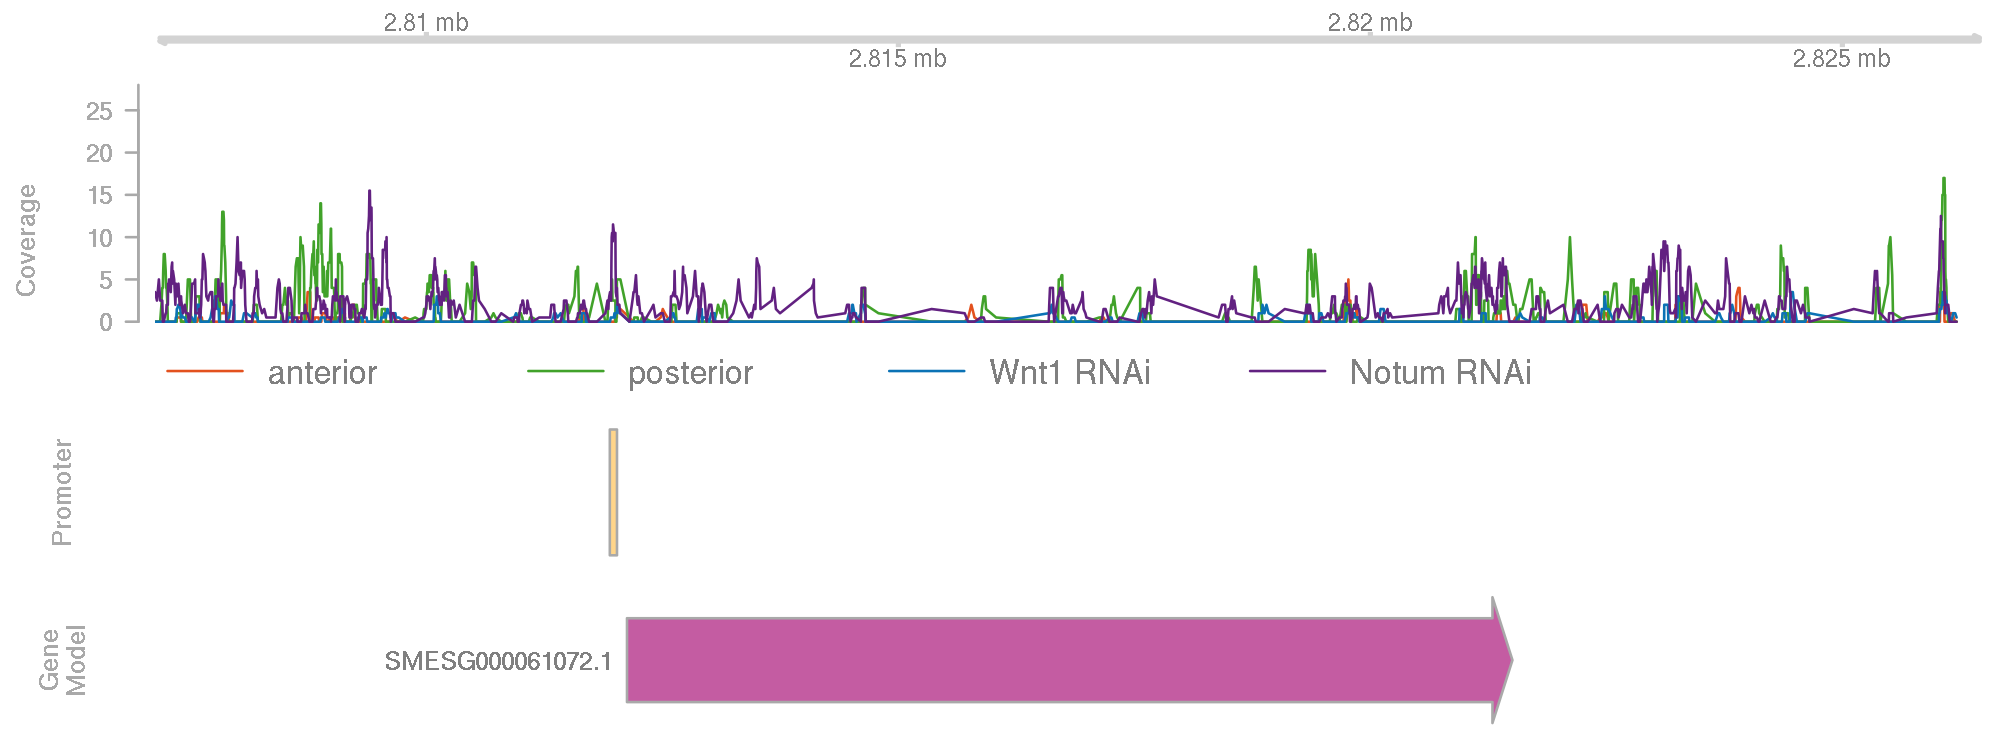 2.81 mb
2.82 mb
2.815 mb
2.825 mb
Coverage
25
20
15
10
5
0
anterior posterior Wnt1 RNAi Notum RNAi
Promoter
Gene
Model
SMESG000061072.1